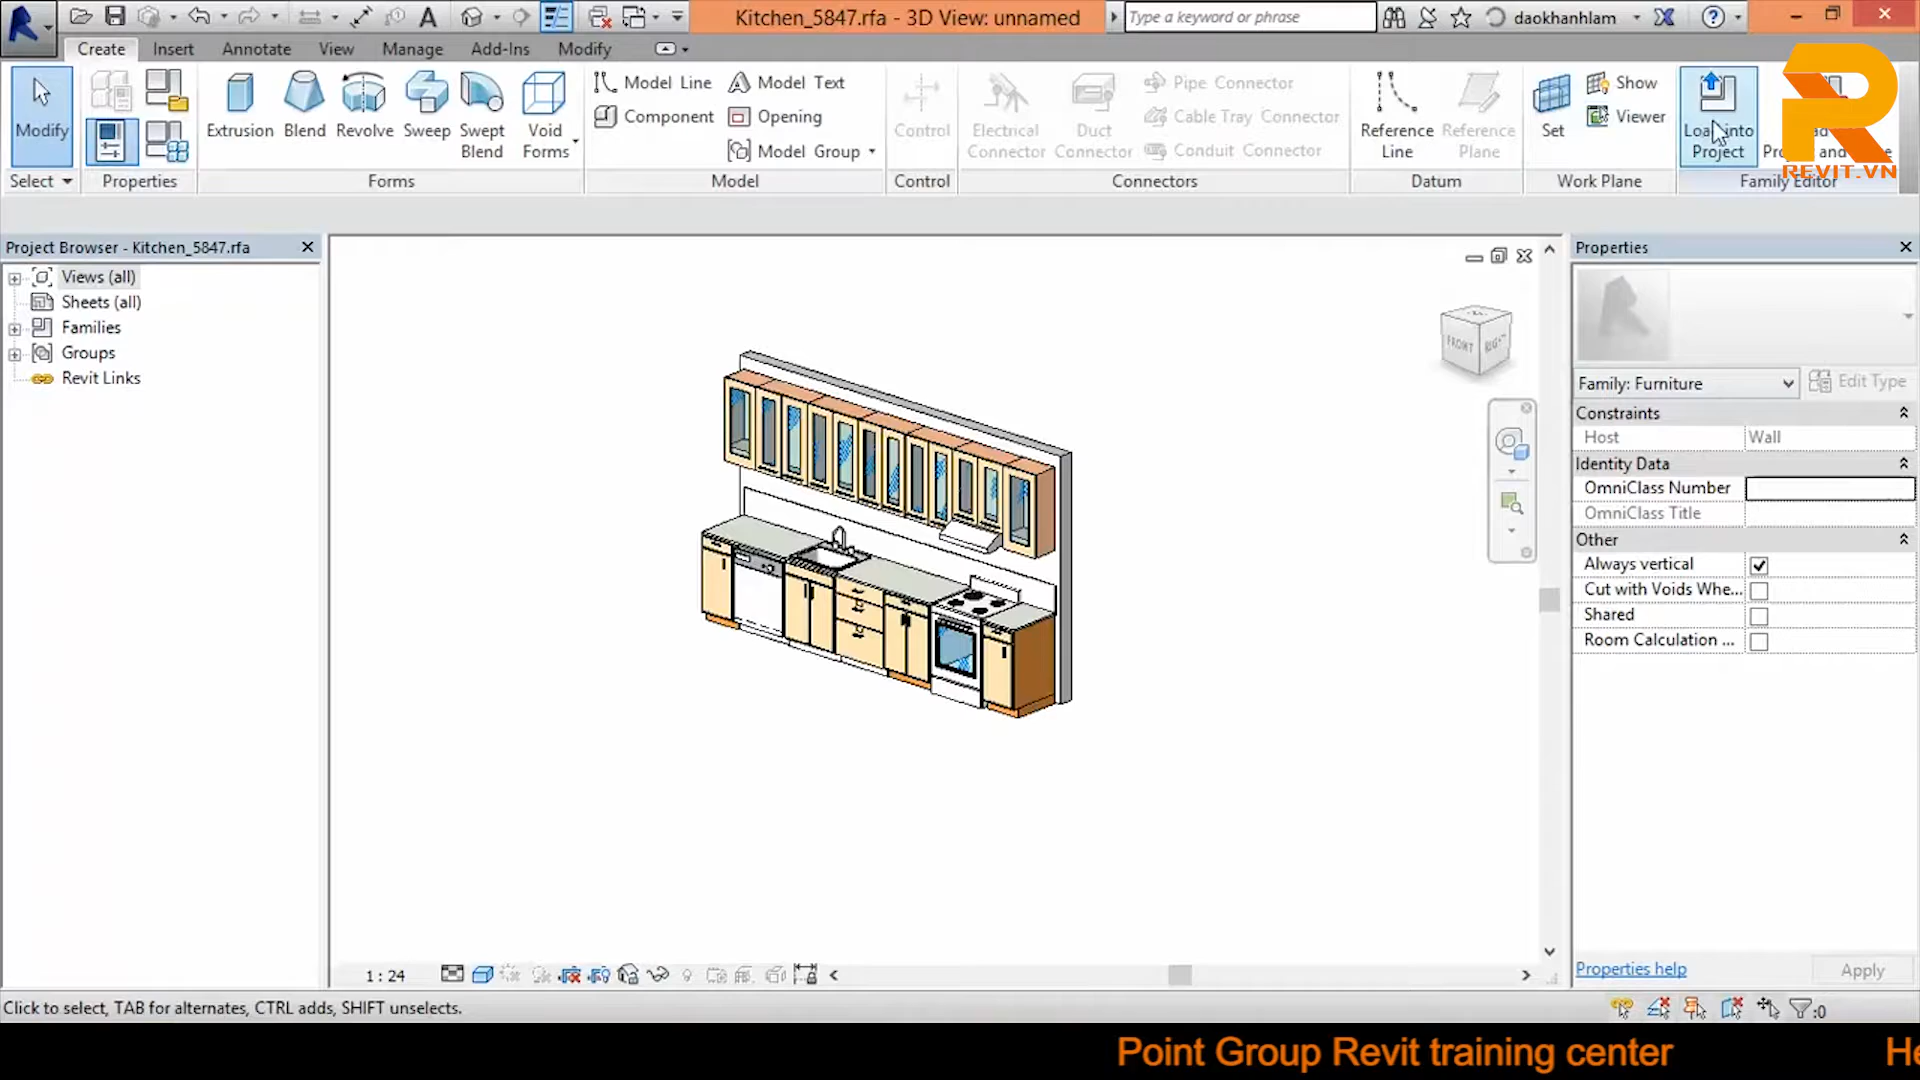 Kitchen_5847.rfa - 3D View: unnamed
Type a keyword or phrase
daokhanhlam
Create
Insert
Annotate
View
Manage
Add-Ins
Modify
Modify
Extrusion
Blend
Revolve
Sweep
Swept
Blend
Void
Forms
Model Line
Component
Model Text
Opening
Model Group
Control
Electrical
Connector
Duct
Connector
Pipe Connector
Cable Tray Connector
Conduit Connector
Reference
Line
Reference
Plane
Set
Show
Viewer
Load into
Project
REVIT.VN
Select
Properties
Forms
Model
Control
Connectors
Datum
Work Plane
Family Editor
Project Browser - Kitchen_5847.rfa
Views (all)
Sheets (all)
Families
Groups
Revit Links
FRONT
Properties
Family: Furniture
Edit Type
Constraints
Host
Wall
Identity Data
OmniClass Number
OmniClass Title
Other
Always vertical
Cut with Voids Whe...
Shared
Room Calculation ...
Properties help
Apply
1 : 24
Click to select, TAB for alternates, CTRL adds, SHIFT unselects.
:0
Point Group Revit training center